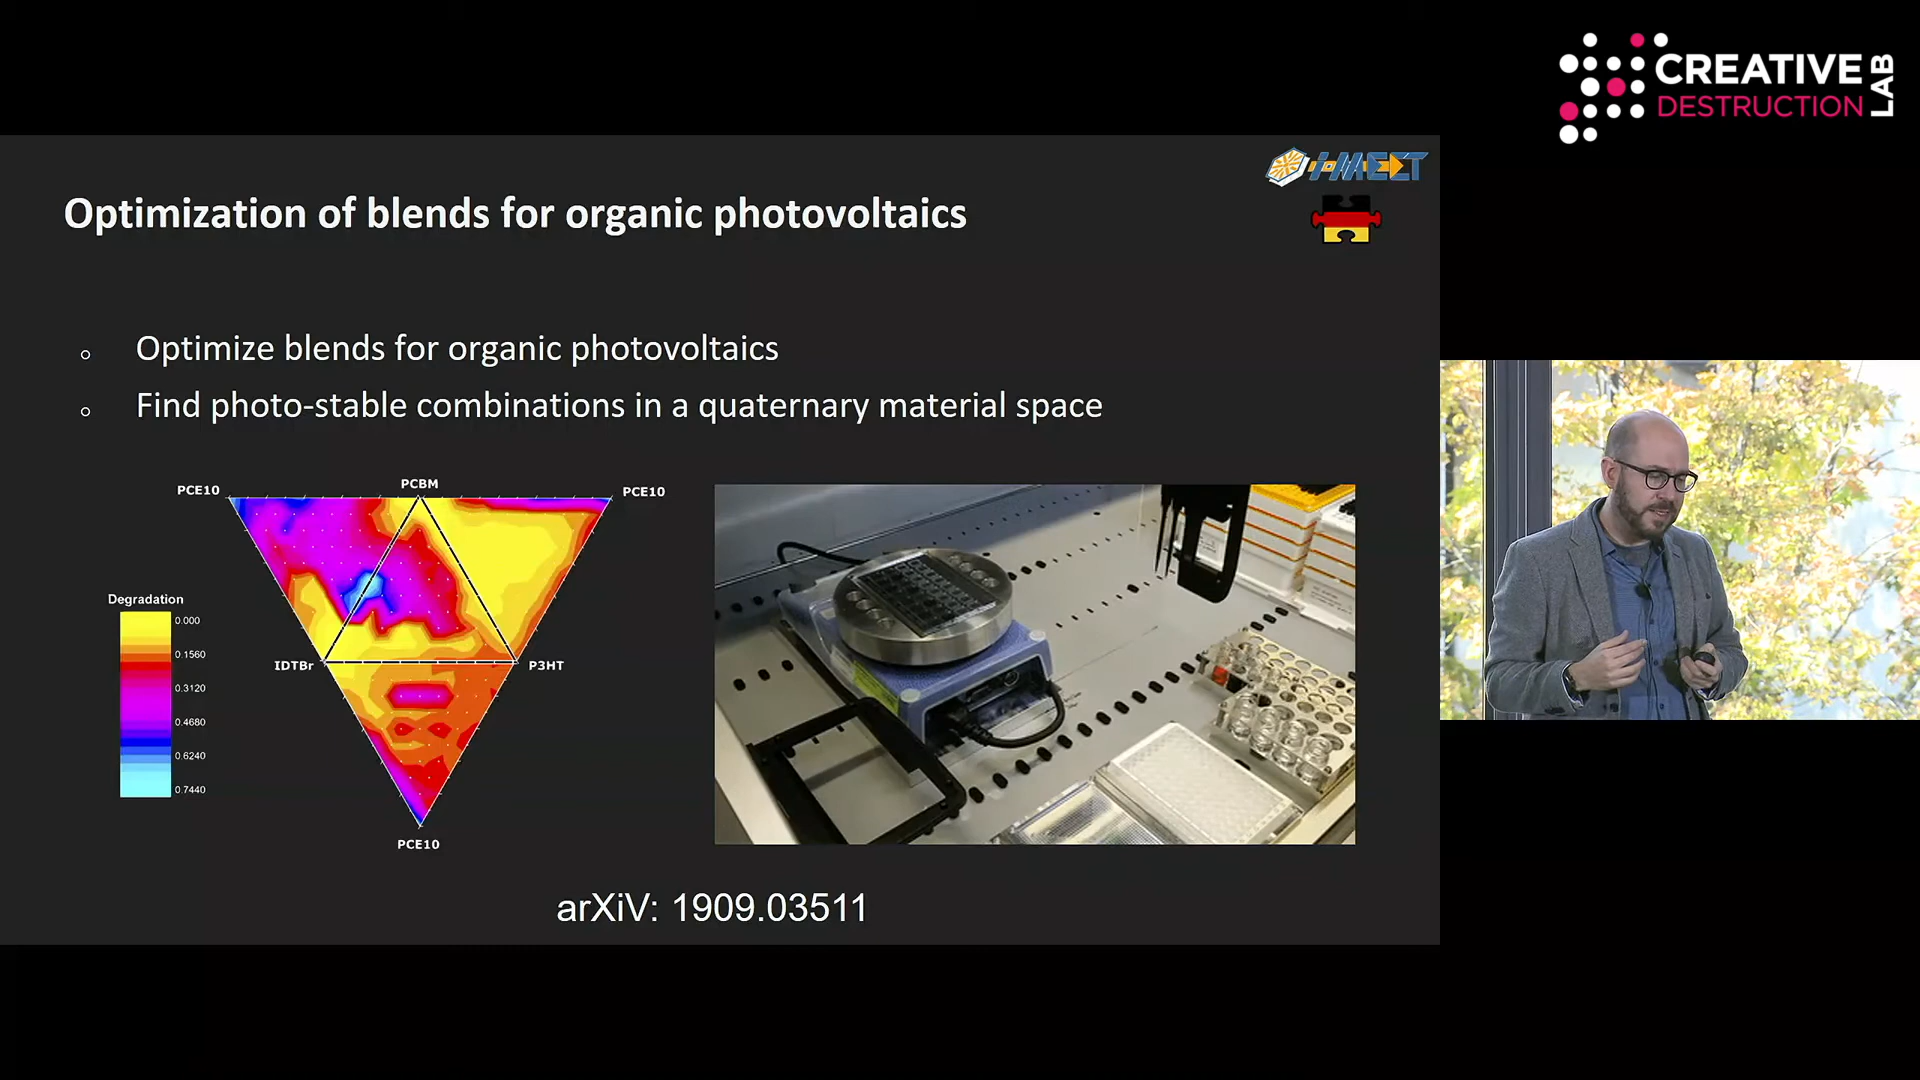 CREATIVE
DESTRUCTION
LAB
i-MEET
Optimization of blends for organic photovoltaics
Optimize blends for organic photovoltaics
Find photo-stable combinations in a quaternary material space
PCE10
PCBM
PCE10
Degradation
0.000
0.1560
0.3120
0.4680
0.6240
0.7440
IDTBr
P3HT
PCE10
arXiV: 1909.03511